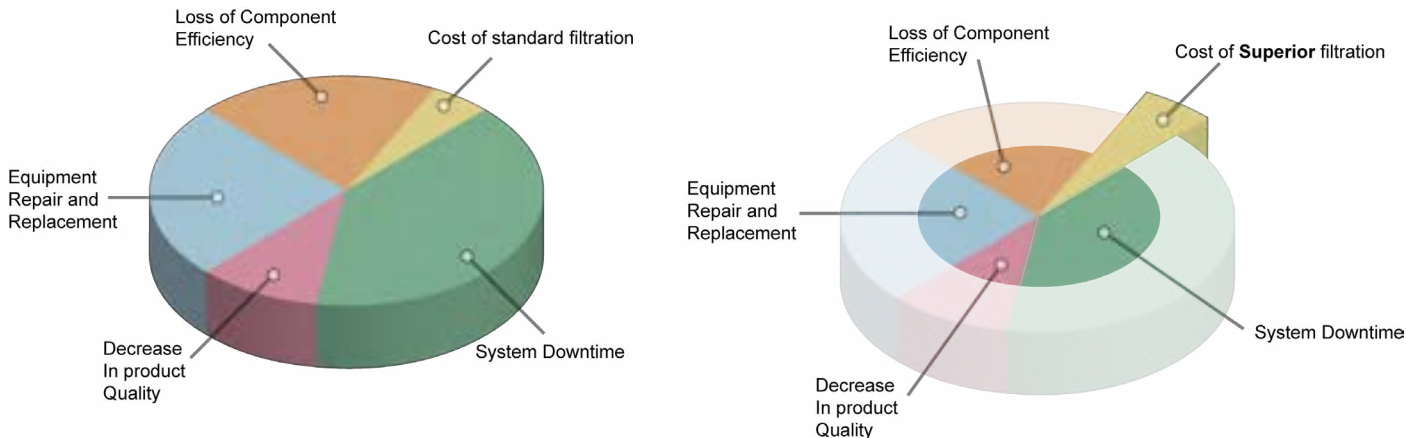 Loss of Component
Efficiency
Cost of standard filtration
Equipment
Repair and
Replacement
Decrease
In product
Quality
System Downtime
Loss of Component
Efficiency
Cost of Superior filtration
Equipment
Repair and
Replacement
Decrease
In product
Quality
System Downtime